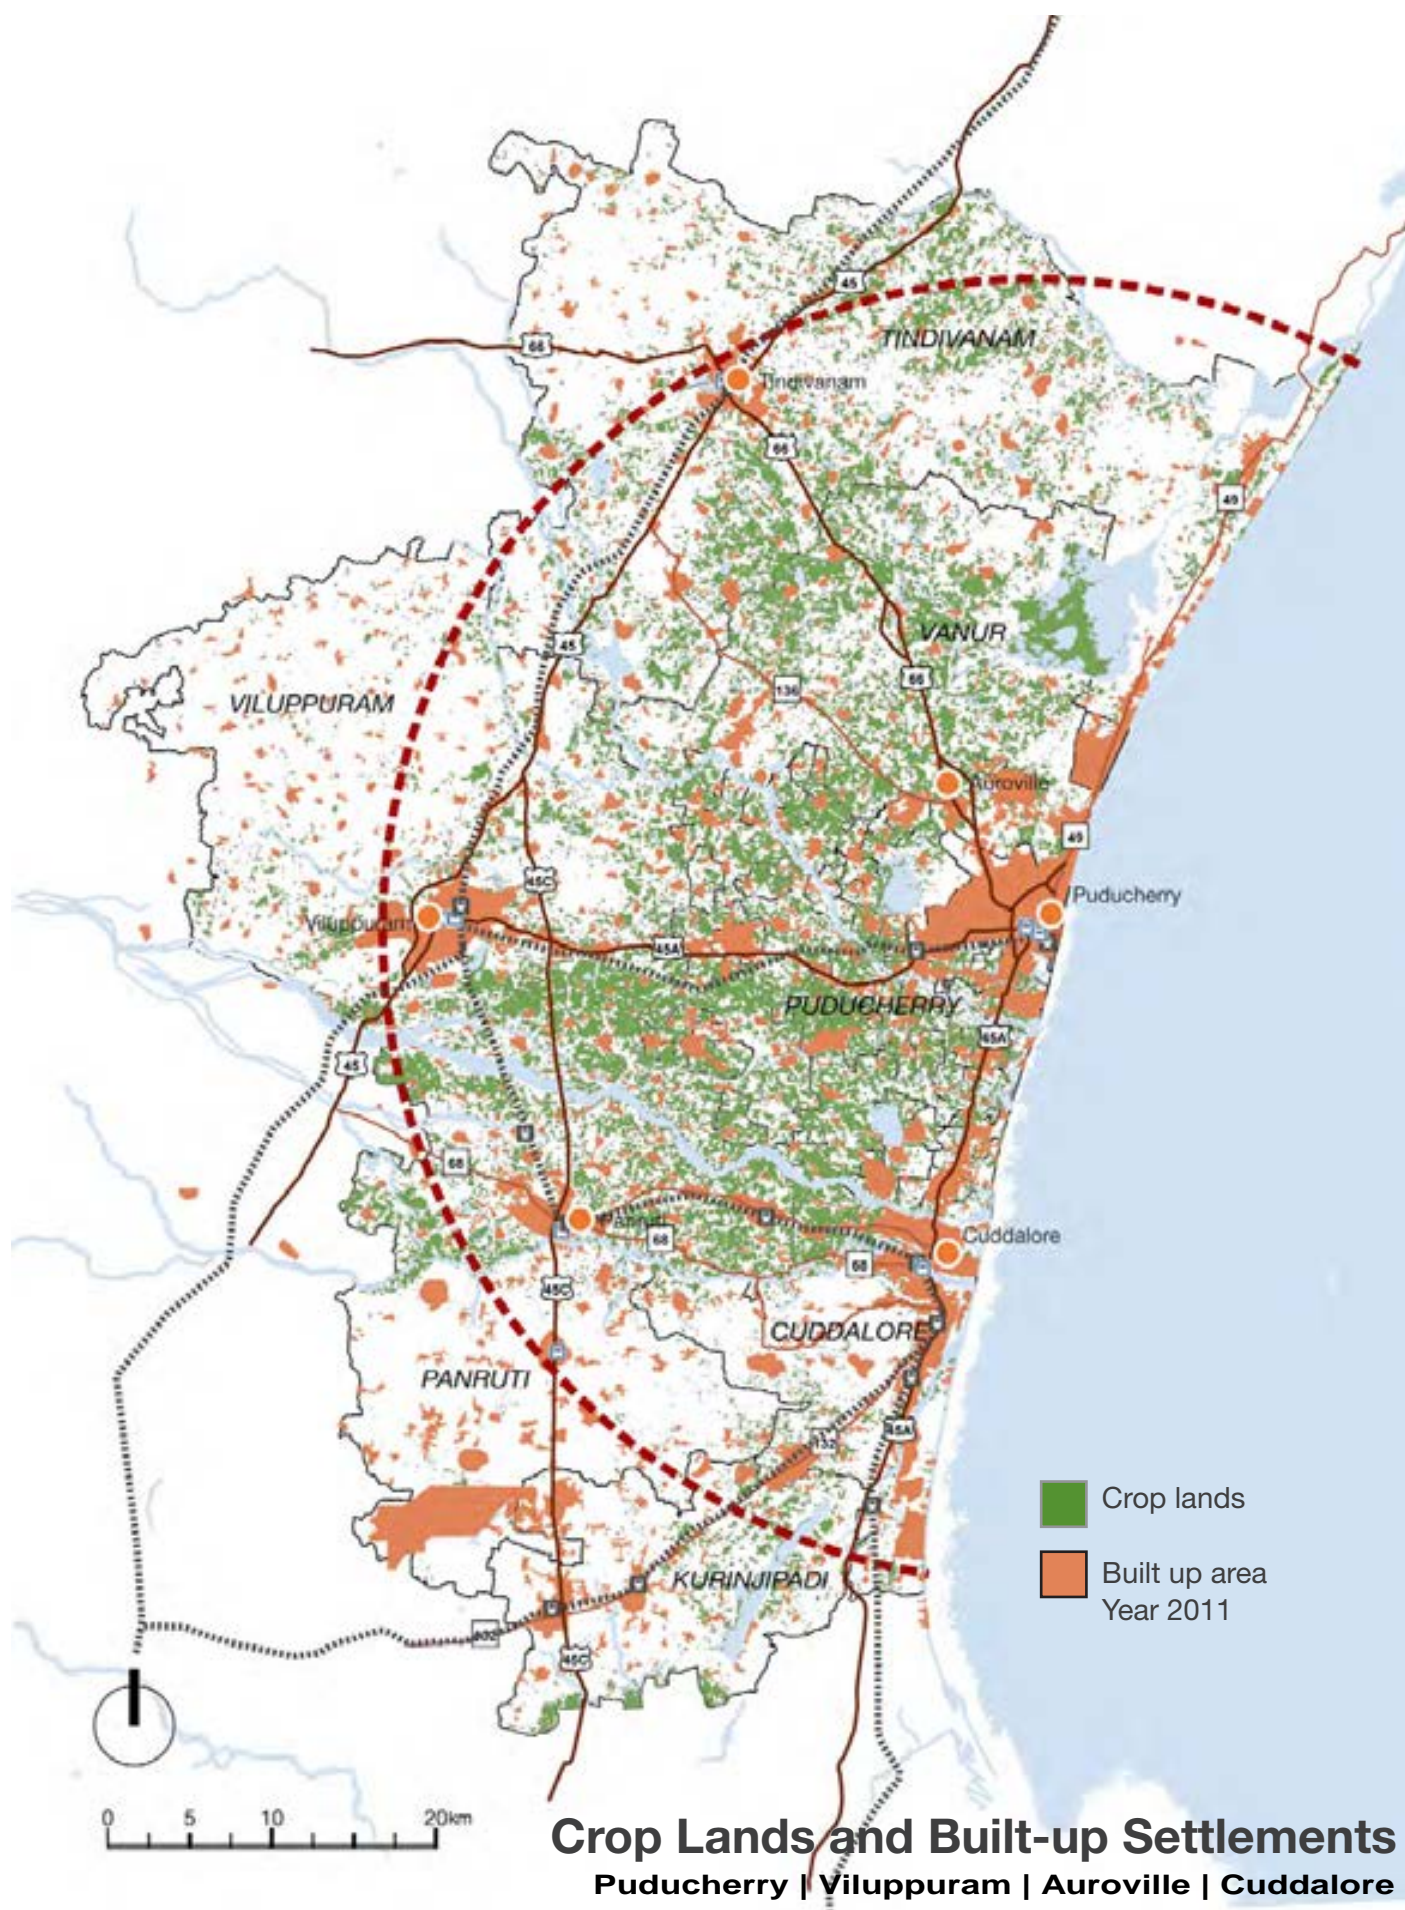 45
TINDIVANAM
66
Tindivanam
66
49
45
VANUR
66
136
VILUPPURAM
Auroville
49
45C
Puducherry
Viluppuram
45A
PUDUCHERRY
45A
45
68
Panruti
68
Cuddalore
68
45C
CUDDALORE
PANRUTI
45A
132
Crop lands
KURINJIPADI
Built up area
Year 2011
45C
0 5 10 20km
Crop Lands and Built-up Settlements
Puducherry | Viluppuram | Auroville | Cuddalore